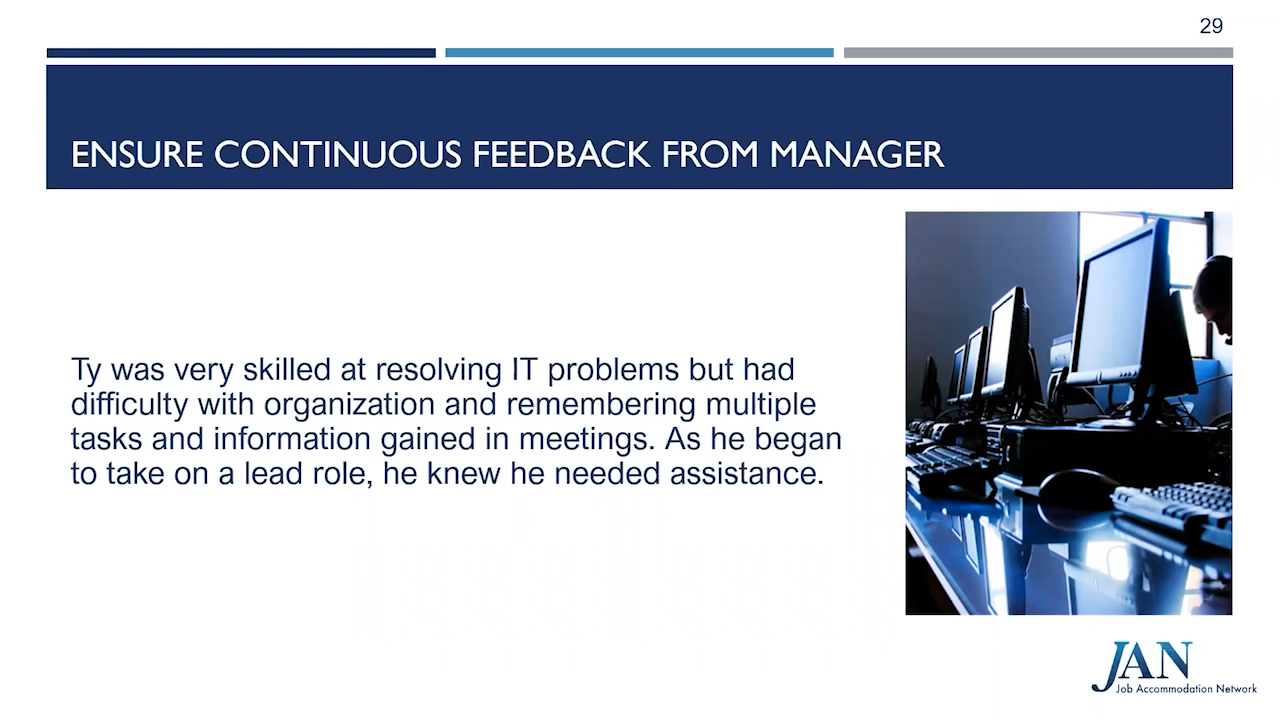 29
ENSURE CONTINUOUS FEEDBACK FROM MANAGER
Ty was very skilled at resolving IT problems but had
difficulty with organization and remembering multiple
tasks and information gained in meetings. As he began
to take on a lead role, he knew he needed assistance.
JAN
Job Accommodation Network